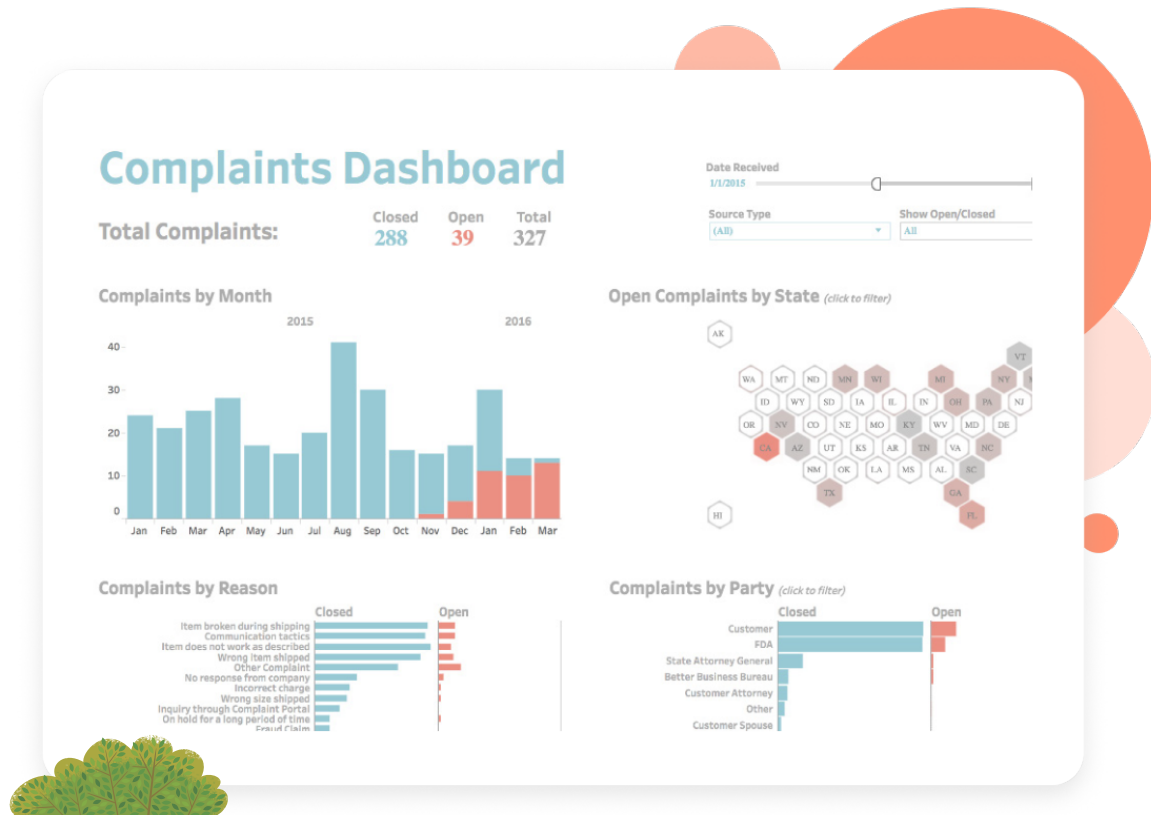 Complaints Dashboard
Total Complaints:
Closed Open Total
288 39 327
Date Received
1/1/2015
Source Type Show Open/Closed
(All) All
Complaints by Month
2015 2016
40
30
20
10
0
Jan Feb Mar Apr May Jun Jul Aug Sep Oct Nov Dec Jan Feb Mar
Open Complaints by State (click to filter)
AK
VT
WA MT ND MN WI MI NY
ID WY SD IA IL IN OH PA NJ
OR NV CO NE MO KY WV MD DE
CA AZ UT KS AR TN VA NC
NM OK LA MS AL SC
TX GA
HI FL
Complaints by Reason
Closed Open
Item broken during shipping
Communication tactics
Item does not work as described
Wrong item shipped
Other Complaint
No response from company
Incorrect charge
Wrong size shipped
Inquiry through Complaint Portal
On hold for a long period of time
Fraud Claim
Complaints by Party (click to filter)
Closed Open
Customer
FDA
State Attorney General
Better Business Bureau
Customer Attorney
Other
Customer Spouse